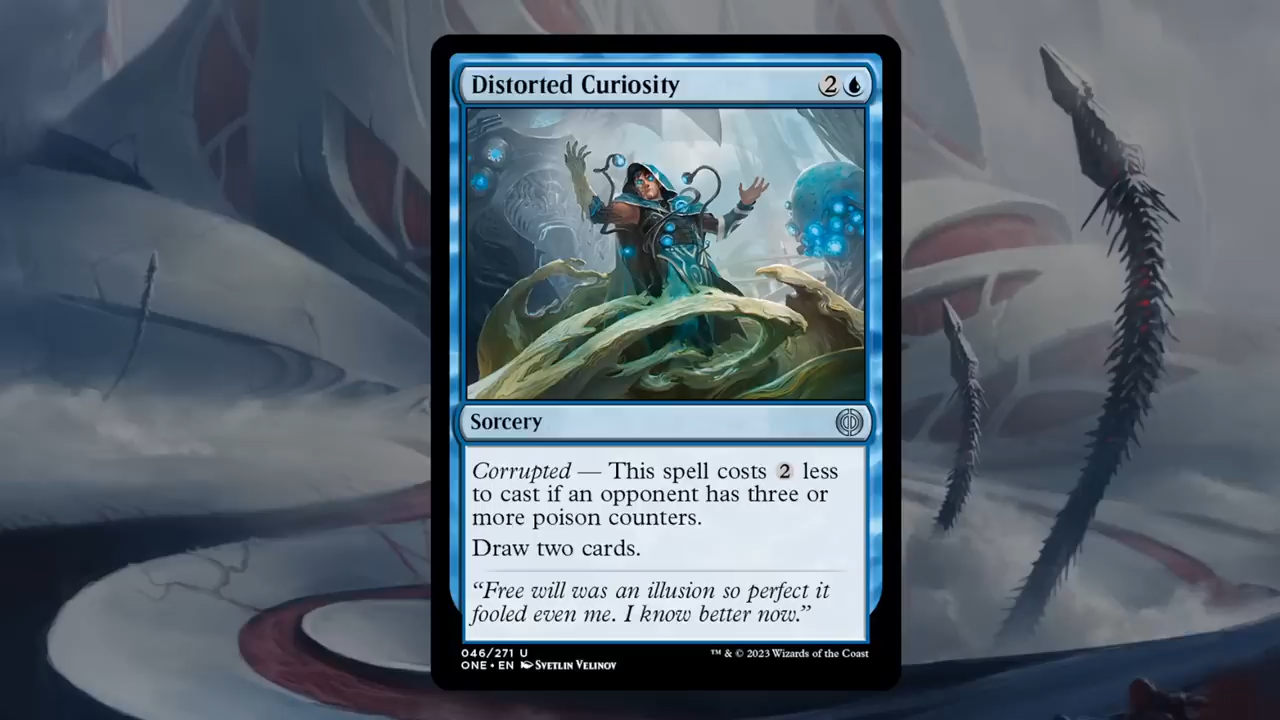 Distorted Curiosity 2
Sorcery
Corrupted — This spell costs 2 less
to cast if an opponent has three or
more poison counters.
Draw two cards.
“Free will was an illusion so perfect it
fooled even me. I know better now.”
046/271 U
ONE • EN Svetlin Velinov
™ & © 2023 Wizards of the Coast